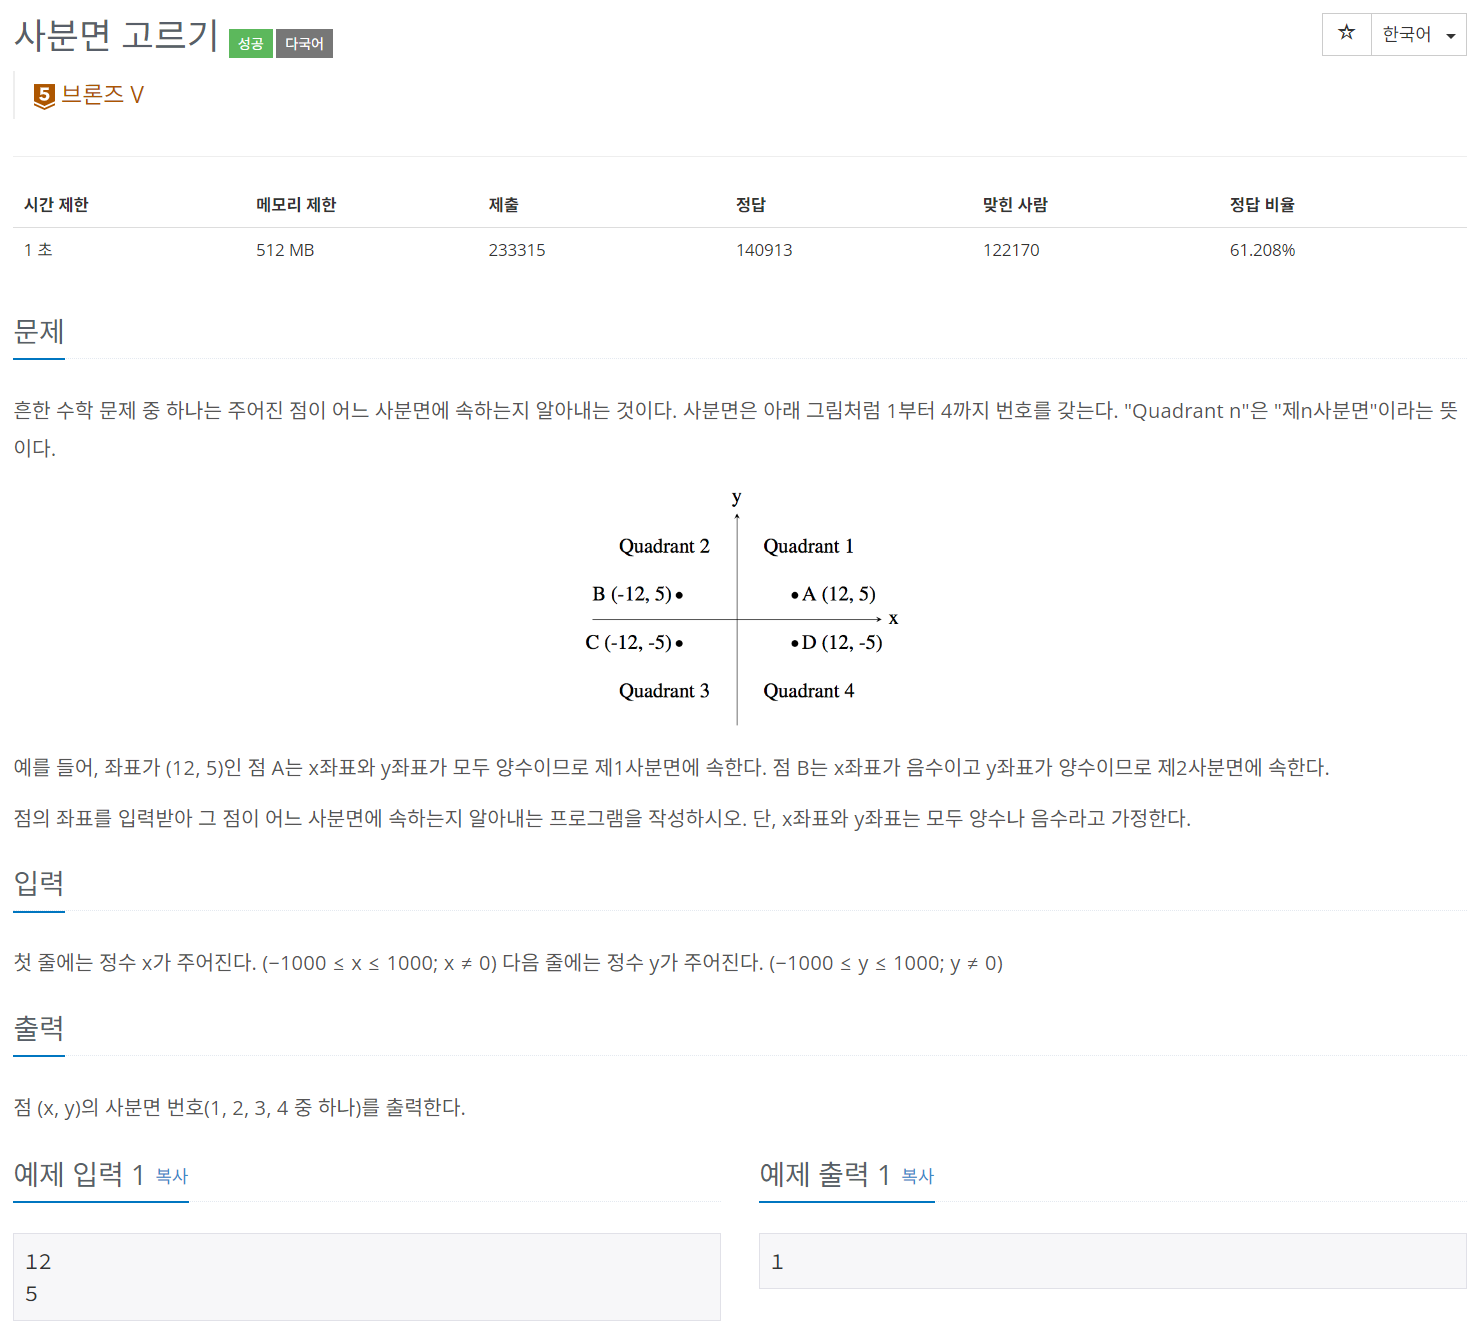 사분면 고르기 성공 다국어
☆ 한국어
5 브론즈 V
시간 제한 메모리 제한 제출 정답 맞힌 사람 정답 비율
1 초 512 MB 233315 140913 122170 61.208%
문제
흔한 수학 문제 중 하나는 주어진 점이 어느 사분면에 속하는지 알아내는 것이다. 사분면은 아래 그림처럼 1부터 4까지 번호를 갖는다. "Quadrant n"은 "제n사분면"이라는 뜻
이다.
y
Quadrant 2 Quadrant 1
B (-12, 5) A (12, 5)
x
C (-12, -5) D (12, -5)
Quadrant 3 Quadrant 4
예를 들어, 좌표가 (12, 5)인 점 A는 x좌표와 y좌표가 모두 양수이므로 제1사분면에 속한다. 점 B는 x좌표가 음수이고 y좌표가 양수이므로 제2사분면에 속한다.
점의 좌표를 입력받아 그 점이 어느 사분면에 속하는지 알아내는 프로그램을 작성하시오. 단, x좌표와 y좌표는 모두 양수나 음수라고 가정한다.
입력
첫 줄에는 정수 x가 주어진다. (−1000 ≤ x ≤ 1000; x ≠ 0) 다음 줄에는 정수 y가 주어진다. (−1000 ≤ y ≤ 1000; y ≠ 0)
출력
점 (x, y)의 사분면 번호(1, 2, 3, 4 중 하나)를 출력한다.
예제 입력 1 복사
12
5
예제 출력 1 복사
1